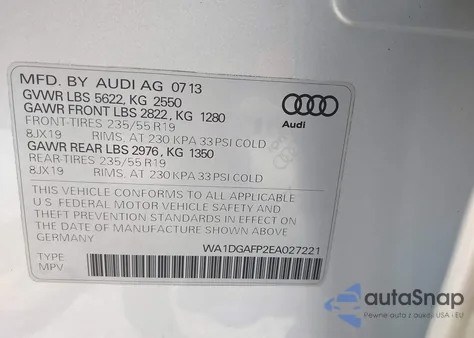 MFD. BY AUDI AG 0713
GVWR LBS 5622, KG 2550
GAWR FRONT LBS 2822, KG 1280
FRONT-TIRES 235/55 R19
8JX19 RIMS, AT 230 KPA 33 PSI COLD
GAWR REAR LBS 2976, KG 1350
REAR-TIRES 235/55 R19
8JX19 RIMS, AT 230 KPA 33 PSI COLD
Audi
THIS VEHICLE CONFORMS TO ALL APPLICABLE
U.S. FEDERAL MOTOR VEHICLE SAFETY AND
THEFT PREVENTION STANDARDS IN EFFECT ON
THE DATE OF MANUFACTURE SHOWN ABOVE
GERMANY
WA1DGAFP2EA027221
TYPE
MPV
autoSnap
Pewne auta z USA i EU